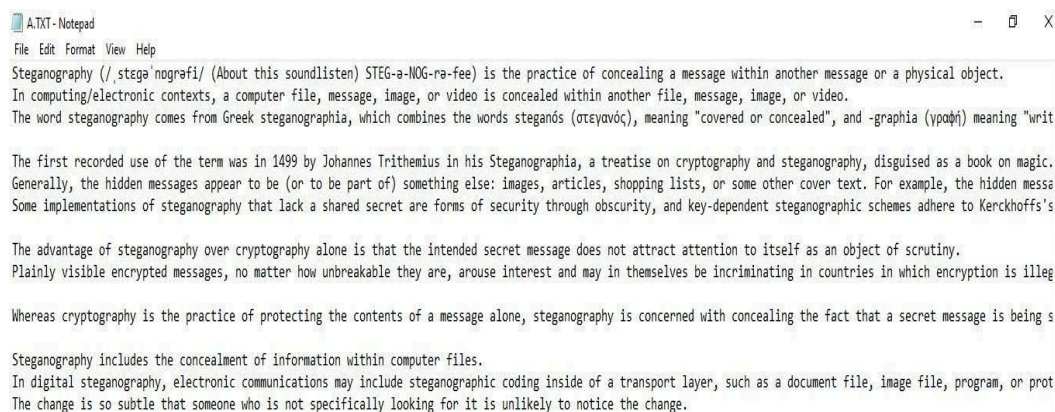 A.TXT - Notepad
File Edit Format View Help
Steganography (/ˌstɛɡəˈnɒɡrəfi/ (About this soundlisten) STEG-ə-NOG-rə-fee) is the practice of concealing a message within another message or a physical object.
In computing/electronic contexts, a computer file, message, image, or video is concealed within another file, message, image, or video.
The word steganography comes from Greek steganographia, which combines the words steganós (στεγανός), meaning "covered or concealed", and -graphia (γραφή) meaning "writ
The first recorded use of the term was in 1499 by Johannes Trithemius in his Steganographia, a treatise on cryptography and steganography, disguised as a book on magic.
Generally, the hidden messages appear to be (or to be part of) something else: images, articles, shopping lists, or some other cover text. For example, the hidden messa
Some implementations of steganography that lack a shared secret are forms of security through obscurity, and key-dependent steganographic schemes adhere to Kerckhoffs's
The advantage of steganography over cryptography alone is that the intended secret message does not attract attention to itself as an object of scrutiny.
Plainly visible encrypted messages, no matter how unbreakable they are, arouse interest and may in themselves be incriminating in countries in which encryption is illeg
Whereas cryptography is the practice of protecting the contents of a message alone, steganography is concerned with concealing the fact that a secret message is being s
Steganography includes the concealment of information within computer files.
In digital steganography, electronic communications may include steganographic coding inside of a transport layer, such as a document file, image file, program, or prot
The change is so subtle that someone who is not specifically looking for it is unlikely to notice the change.